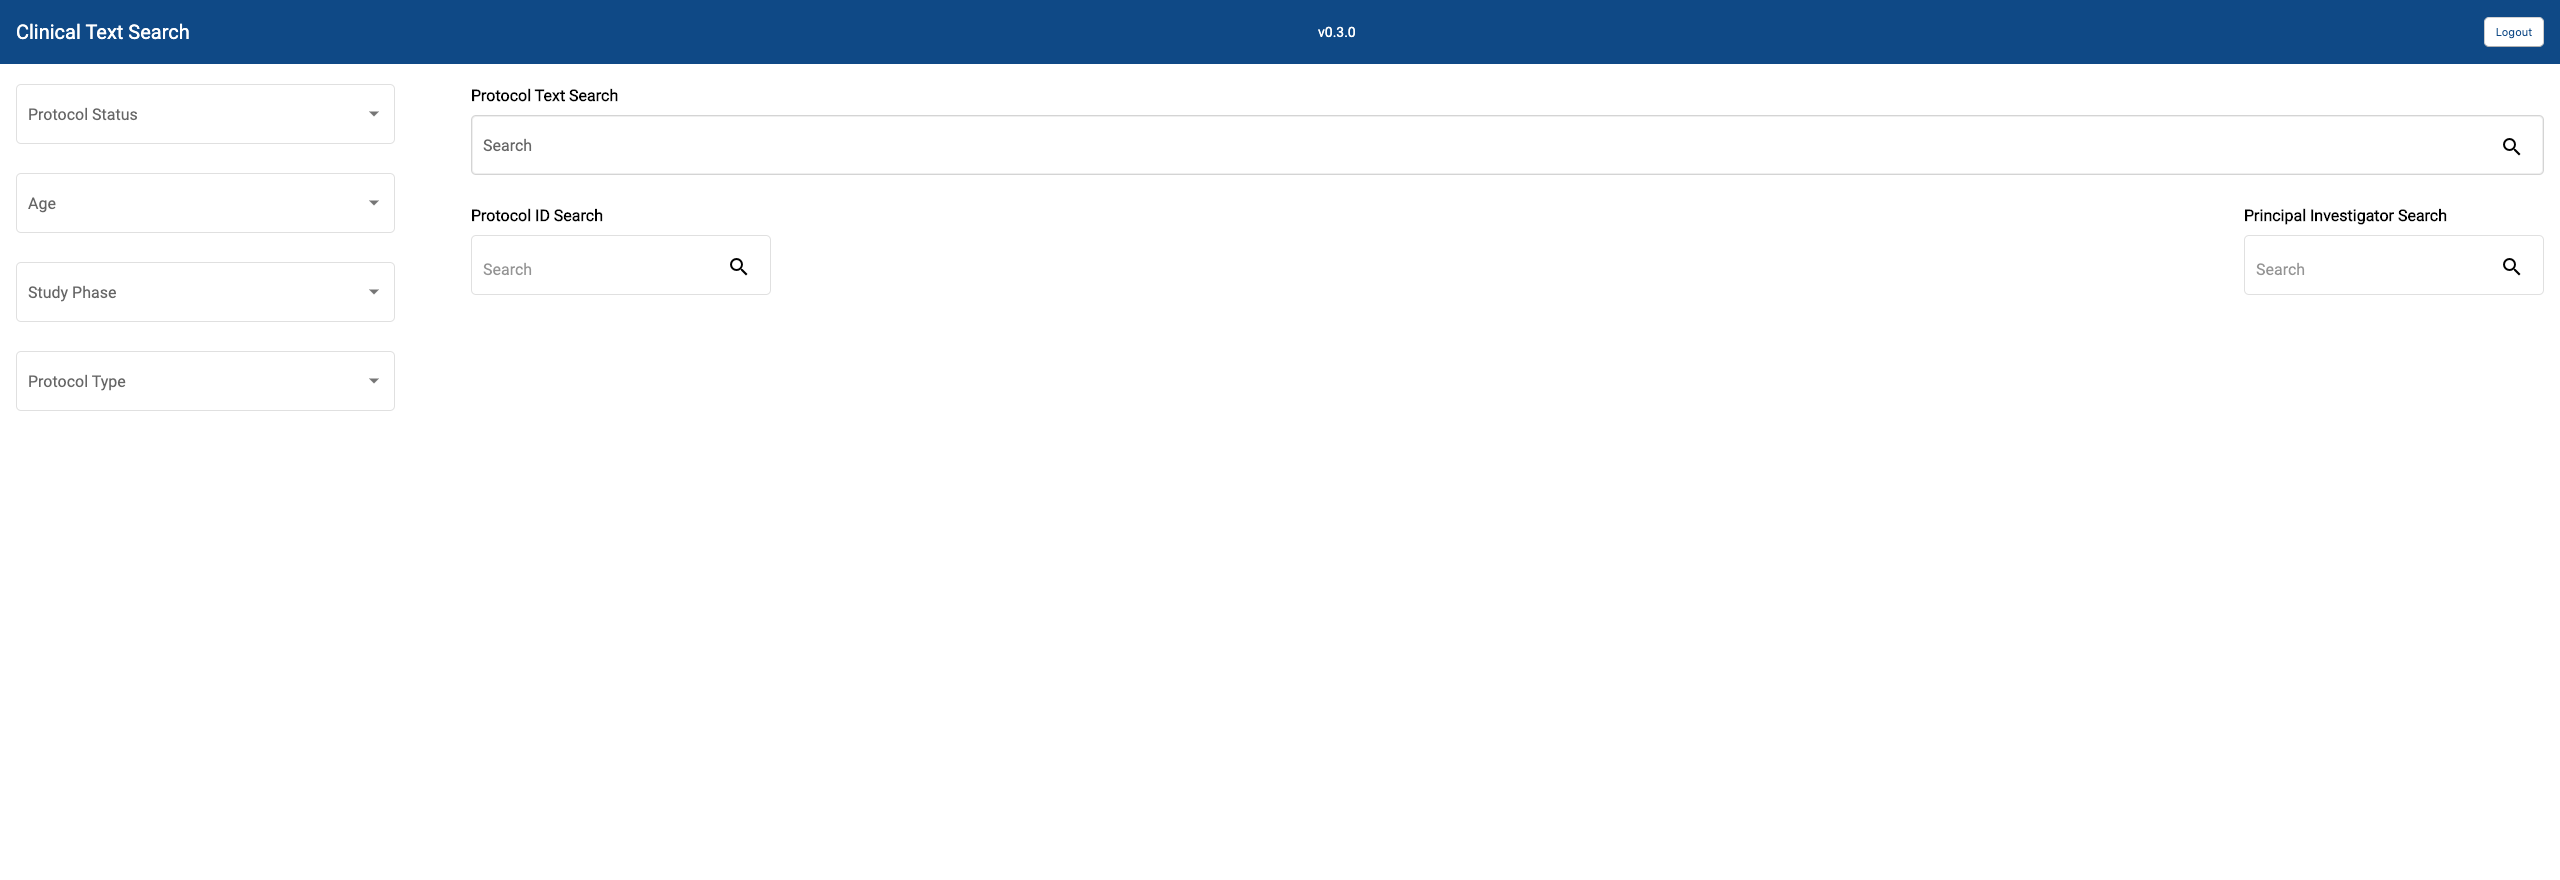 Clinical Text Search
v0.3.0
Logout
Protocol Status
Age
Study Phase
Protocol Type
Protocol Text Search
Search
Protocol ID Search
Search
Principal Investigator Search
Search